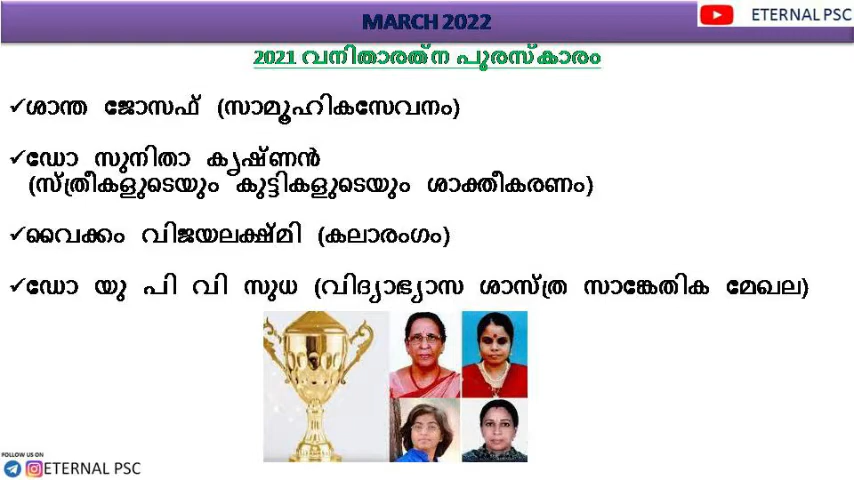 MARCH 2022
ETERNAL PSC
2021 വനിതാരത്ന പുരസ്കാരം
✓ശാന്ത ജോസഫ് (സാമൂഹികസേവനം)
✓ഡോ സുനിതാ കൃഷ്ണൻ
(സ്ത്രീകളുടെയും കുട്ടികളുടെയും ശാക്തീകരണം)
✓വൈക്കം വിജയലക്ഷ്മി (കലാരംഗം)
✓ഡോ യു പി വി സുധ (വിദ്യാഭ്യാസ ശാസ്ത്ര സാങ്കേതിക മേഖല)
FOLLOW US ON
ETERNAL PSC